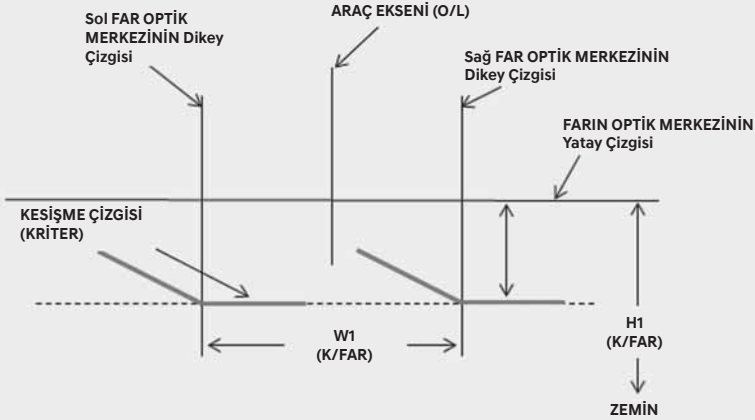 Sol FAR OPTİK
MERKEZİNİN Dikey
Çizgisi
ARAÇ EKSENİ (O/L)
Sağ FAR OPTİK MERKEZİNİN
Dikey Çizgisi
FARIN OPTİK MERKEZİNİN
Yatay Çizgisi
KESİŞME ÇİZGİSİ
(KRİTER)
W1
(K/FAR)
H1
(K/FAR)
ZEMİN